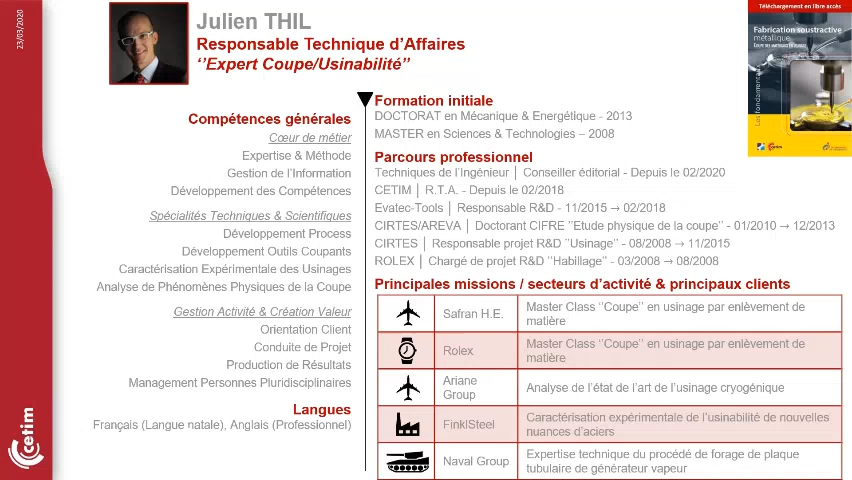 23/03/2020
Julien THIL
Responsable Technique d’Affaires
‘‘Expert Coupe/Usinabilité’’
Téléchargement en libre accès
Fabrication soustractive
métallique
COUPE DES MATÉRIAUX EN USINAGE
Les fondamentaux
Compétences générales
Cœur de métier
Expertise & Méthode
Gestion de l’Information
Développement des Compétences
Spécialités Techniques & Scientifiques
Développement Process
Développement Outils Coupants
Caractérisation Expérimentale des Usinages
Analyse de Phénomènes Physiques de la Coupe
Gestion Activité & Création Valeur
Orientation Client
Conduite de Projet
Production de Résultats
Management Personnes Pluridisciplinaires
Langues
Français (Langue natale), Anglais (Professionnel)
Formation initiale
DOCTORAT en Mécanique & Energétique - 2013
MASTER en Sciences & Technologies – 2008
Parcours professionnel
Techniques de l’Ingénieur │ Conseiller éditorial - Depuis le 02/2020
CETIM │ R.T.A. - Depuis le 02/2018
Evatec-Tools │ Responsable R&D - 11/2015 → 02/2018
CIRTES/AREVA │ Doctorant CIFRE ‘’Etude physique de la coupe’’ - 01/2010 → 12/2013
CIRTES │ Responsable projet R&D ‘’Usinage’’ - 08/2008 → 11/2015
ROLEX │ Chargé de projet R&D ‘’Habillage’’ - 03/2008 → 08/2008
Principales missions / secteurs d’activité & principaux clients
Safran H.E.
Master Class ‘’Coupe’’ en usinage par enlèvement de
matière
Rolex
Master Class ‘’Coupe’’ en usinage par enlèvement de
matière
Ariane
Group
Analyse de l’état de l’art de l’usinage cryogénique
FinklSteel
Caractérisation expérimentale de l’usinabilité de nouvelles
nuances d’aciers
Naval Group
Expertise technique du procédé de forage de plaque
tubulaire de générateur vapeur
cetim